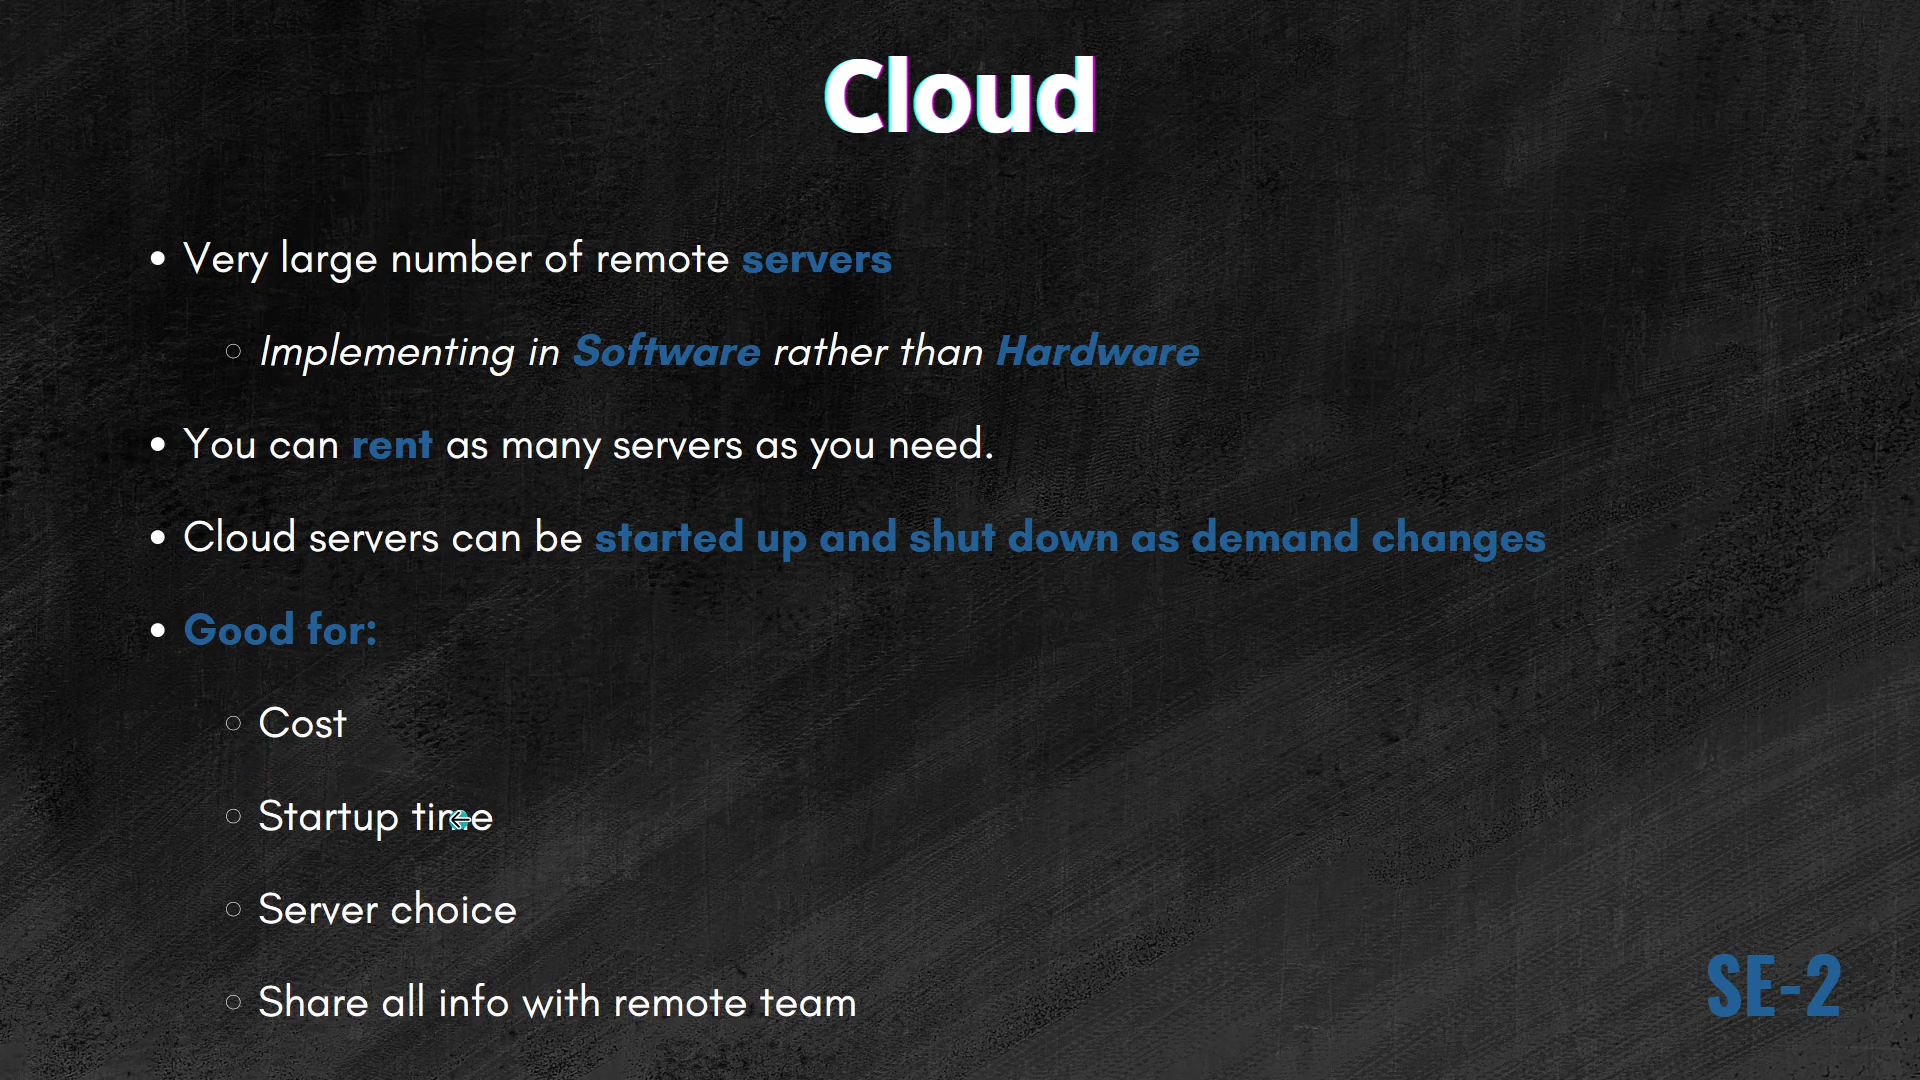 Cloud
Very large number of remote servers
Implementing in Software rather than Hardware
You can rent as many servers as you need.
Cloud servers can be started up and shut down as demand changes
Good for:
Cost
Startup time
Server choice
Share all info with remote team
SE-2